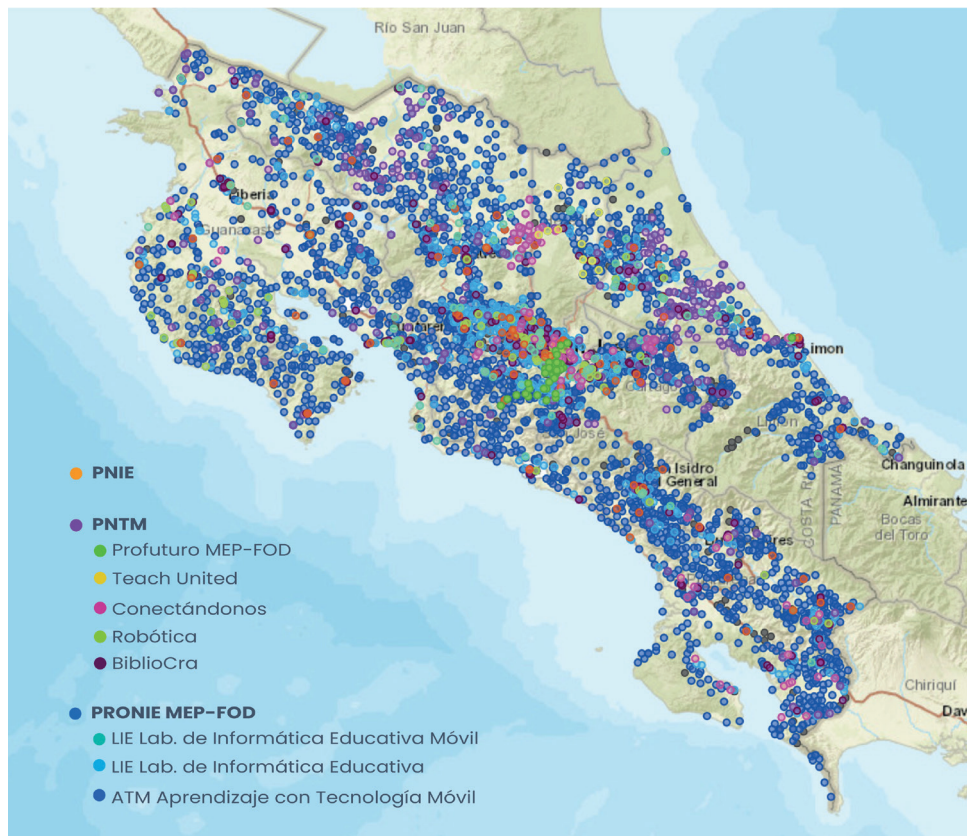 Río San Juan
Liberia
Guanacaste
Limon
Limón
José
Changuinola
COSTA R
PANAMÁ
Isidro
General
Almirante
Bocas
del Toro
Chiriquí
Dav
PNIE
PNTM
Profuturo MEP-FOD
Teach United
Conectándonos
Robótica
BiblioCra
PRONIE MEP-FOD
LIE Lab. de Informática Educativa Móvil
LIE Lab. de Informática Educativa
ATM Aprendizaje con Tecnología Móvil